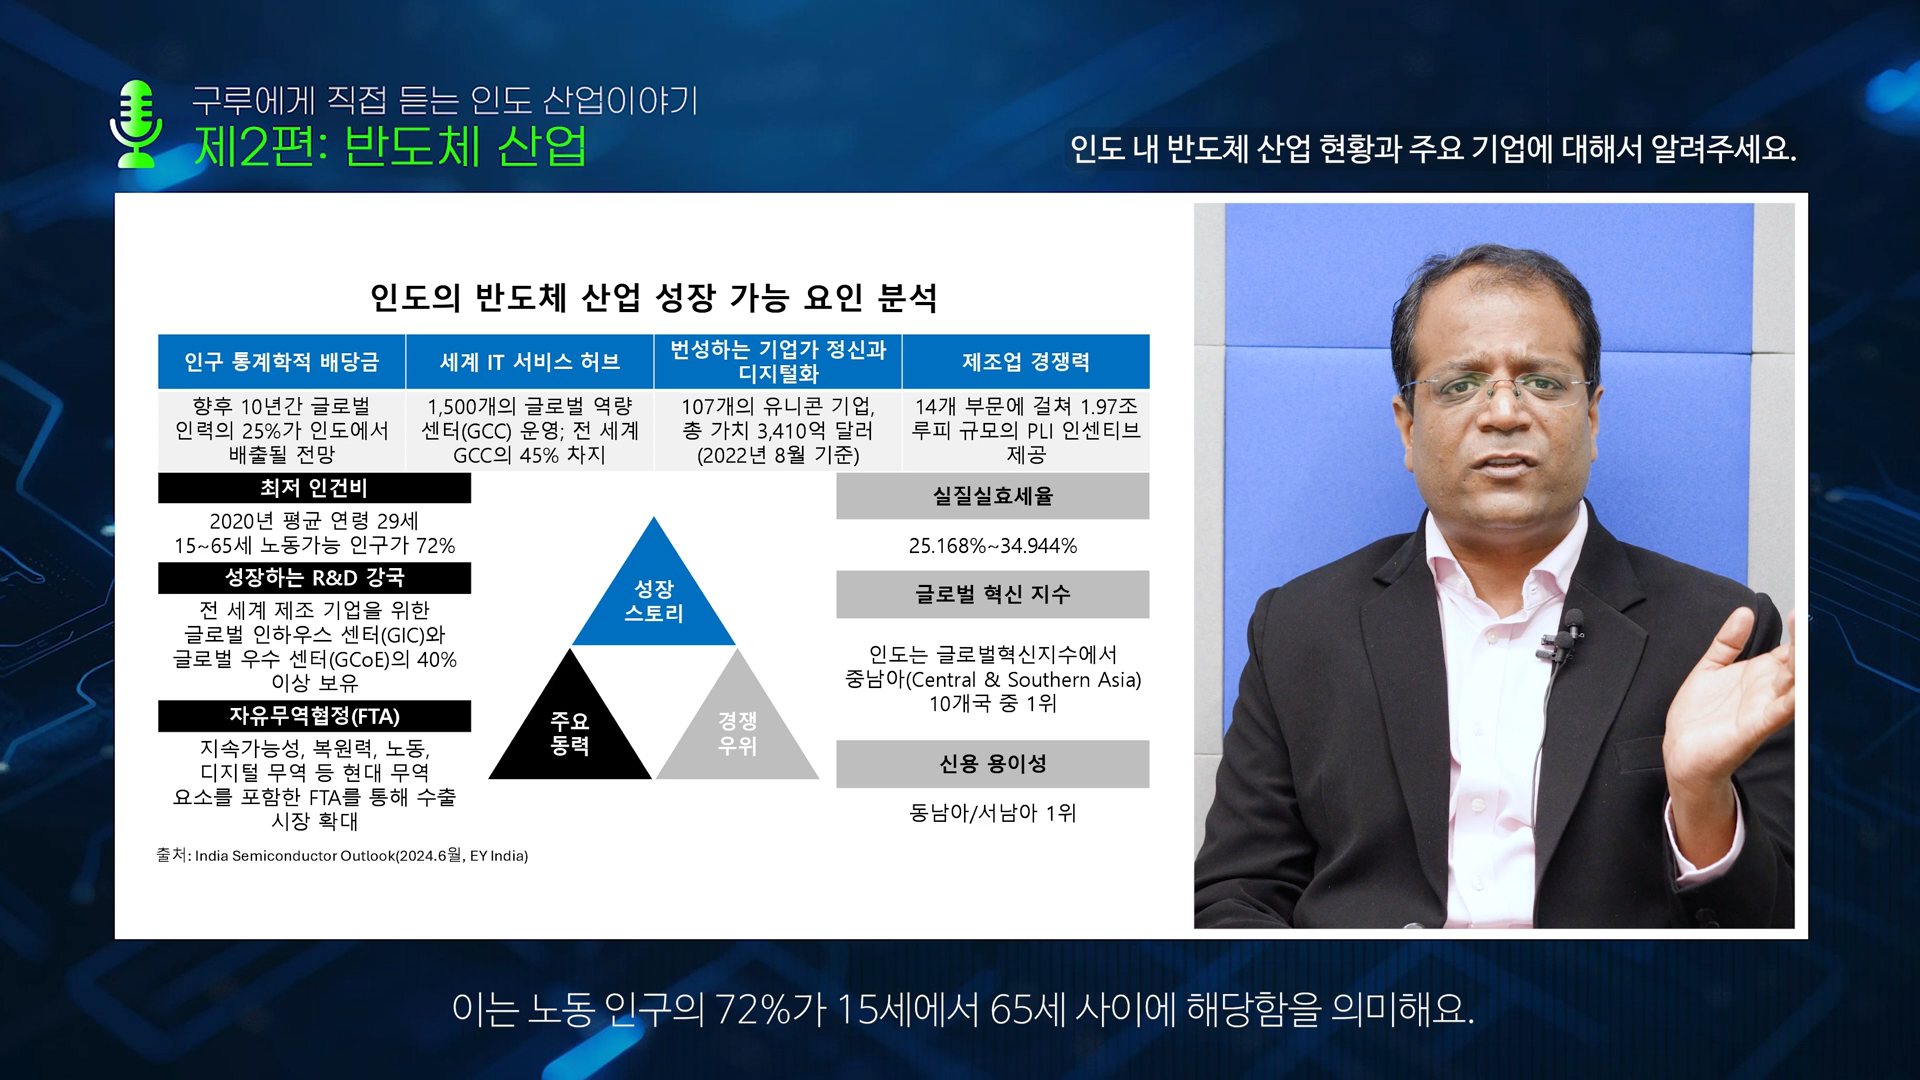 구루에게 직접 듣는 인도 산업이야기
제2편: 반도체 산업
인도 내 반도체 산업 현황과 주요 기업에 대해서 알려주세요.
인도의 반도체 산업 성장 가능 요인 분석
인구 통계학적 배당금
향후 10년간 글로벌
인력의 25%가 인도에서
배출될 전망
세계 IT 서비스 허브
1,500개의 글로벌 역량
센터(GCC) 운영; 전 세계
GCC의 45% 차지
번성하는 기업가 정신과
디지털화
107개의 유니콘 기업,
총 가치 3,410억 달러
(2022년 8월 기준)
제조업 경쟁력
14개 부문에 걸쳐 1.97조
루피 규모의 PLI 인센티브
제공
최저 인건비
2020년 평균 연령 29세
15~65세 노동가능 인구가 72%
성장하는 R&D 강국
전 세계 제조 기업을 위한
글로벌 인하우스 센터(GIC)와
글로벌 우수 센터(GCoE)의 40%
이상 보유
자유무역협정(FTA)
지속가능성, 복원력, 노동,
디지털 무역 등 현대 무역
요소를 포함한 FTA를 통해 수출
시장 확대
성장
스토리
주요
동력
경쟁
우위
실질실효세율
25.168%~34.944%
글로벌 혁신 지수
인도는 글로벌혁신지수에서
중남아(Central & Southern Asia)
10개국 중 1위
신용 용이성
동남아/서남아 1위
출처: India Semiconductor Outlook(2024.6월, EY India)
이는 노동 인구의 72%가 15세에서 65세 사이에 해당함을 의미해요.